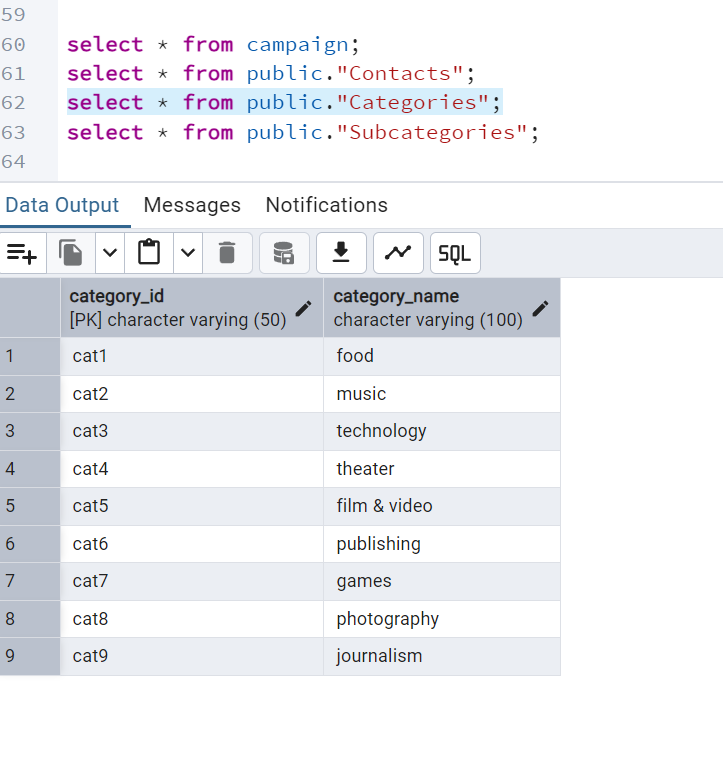 59
60 select * from campaign;
61 select * from public."Contacts";
62 select * from public."Categories";
63 select * from public."Subcategories";
64
Data Output Messages Notifications
SQL
category_id category_name
[PK] character varying (50) character varying (100)
1 cat1 food
2 cat2 music
3 cat3 technology
4 cat4 theater
5 cat5 film & video
6 cat6 publishing
7 cat7 games
8 cat8 photography
9 cat9 journalism